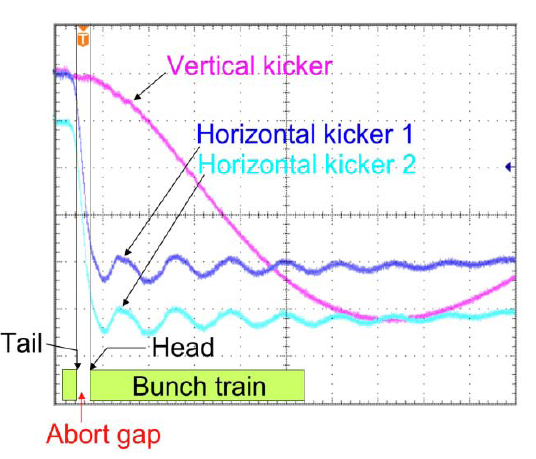 T
Vertical kicker
Horizontal kicker 1
Horizontal kicker 2
Tail
Head
Bunch train
Abort gap